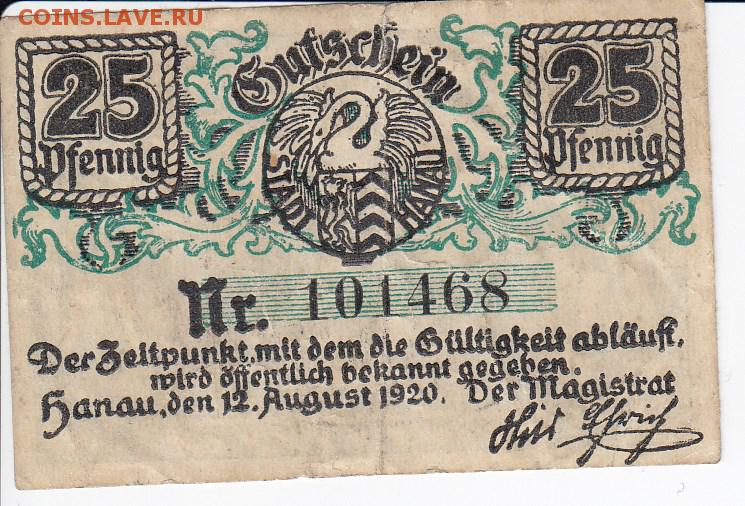 COINS.LAVE.RU
25 Pfennig
Gutschein
25 Pfennig
STADT HANAU
Nr. 101468
Der Zeitpunkt, mit dem die Gültigkeit abläuft,
wird öffentlich bekannt gegeben.
Hanau, den 12. August 1920. Der Magistrat